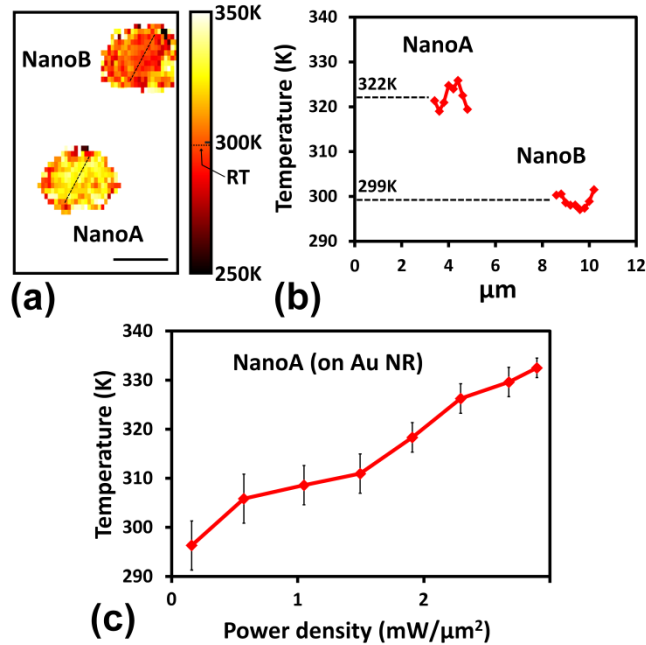 NanoB
NanoA
350K
300K
RT
250K
(a)
Temperature (K)
340
330
320
310
300
290
NanoA
322K
NanoB
299K
0 2 4 6 8 10 12
µm
(b)
Temperature (K)
340
330
320
310
300
290
NanoA (on Au NR)
0 1 2
Power density (mW/µm²)
(c)